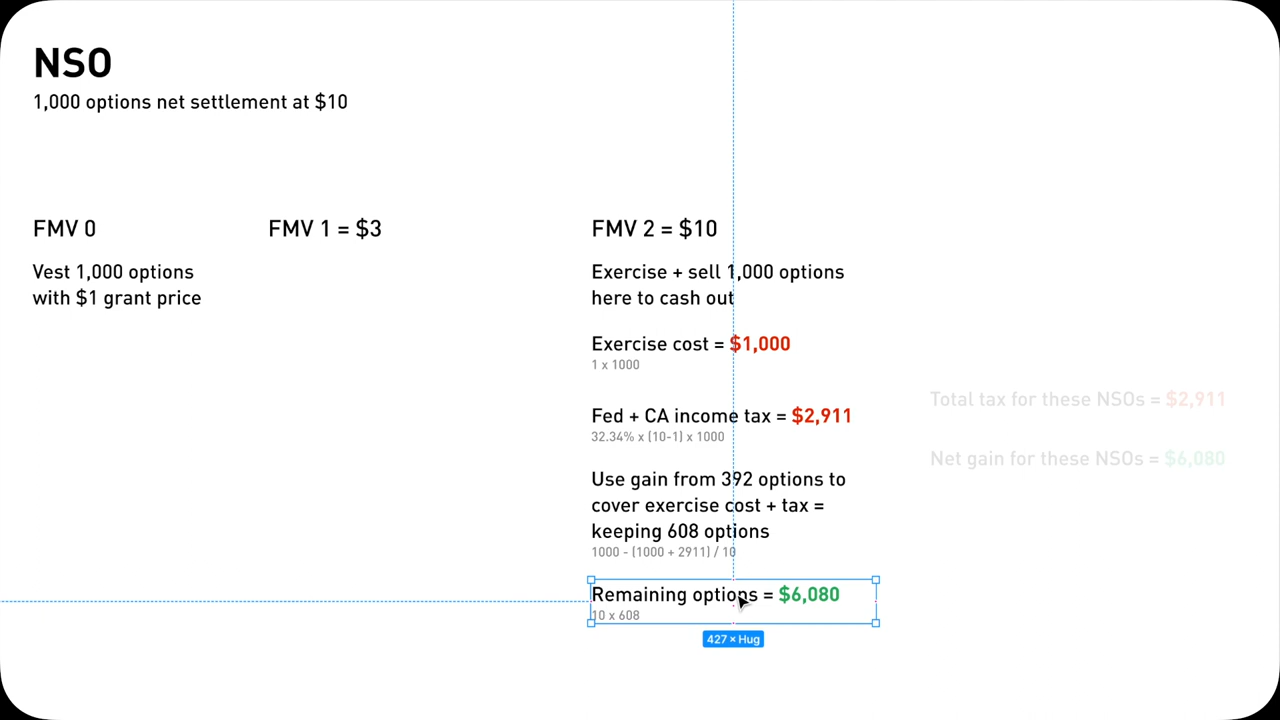 NSO
1,000 options net settlement at $10
FMV 0
Vest 1,000 options
with $1 grant price
FMV 1 = $3
FMV 2 = $10
Exercise + sell 1,000 options
here to cash out
Exercise cost = $1,000
1 x 1000
Fed + CA income tax = $2,911
32.34% x (10-1) x 1000
Use gain from 392 options to
cover exercise cost + tax =
keeping 608 options
1000 - (1000 + 2911) / 10
Remaining options = $6,080
10 x 608
427 × Hug
Total tax for these NSOs = $2,911
Net gain for these NSOs = $6,080